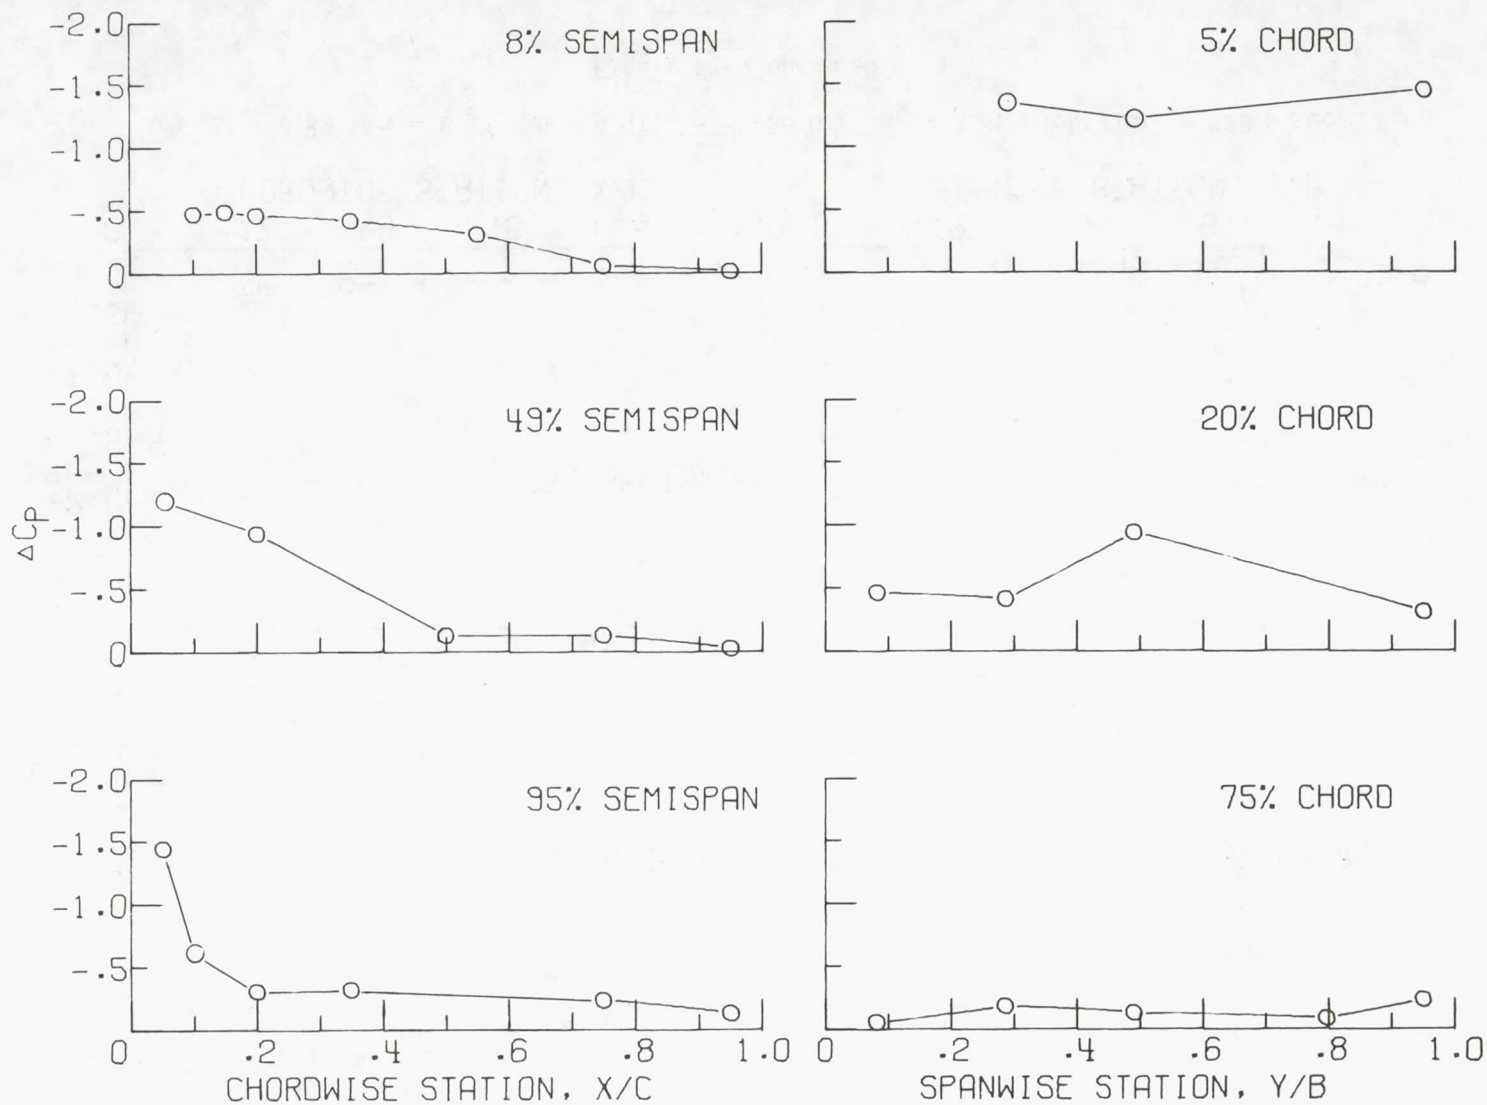 8% SEMISPAN
-2.0
-1.5
-1.0
-.5
0
5% CHORD
49% SEMISPAN
-2.0
-1.5
-1.0
-.5
0
ΔCp
20% CHORD
95% SEMISPAN
-2.0
-1.5
-1.0
-.5
0 .2 .4 .6 .8 1.0
CHORDWISE STATION, X/C
75% CHORD
0 .2 .4 .6 .8 1.0
SPANWISE STATION, Y/B